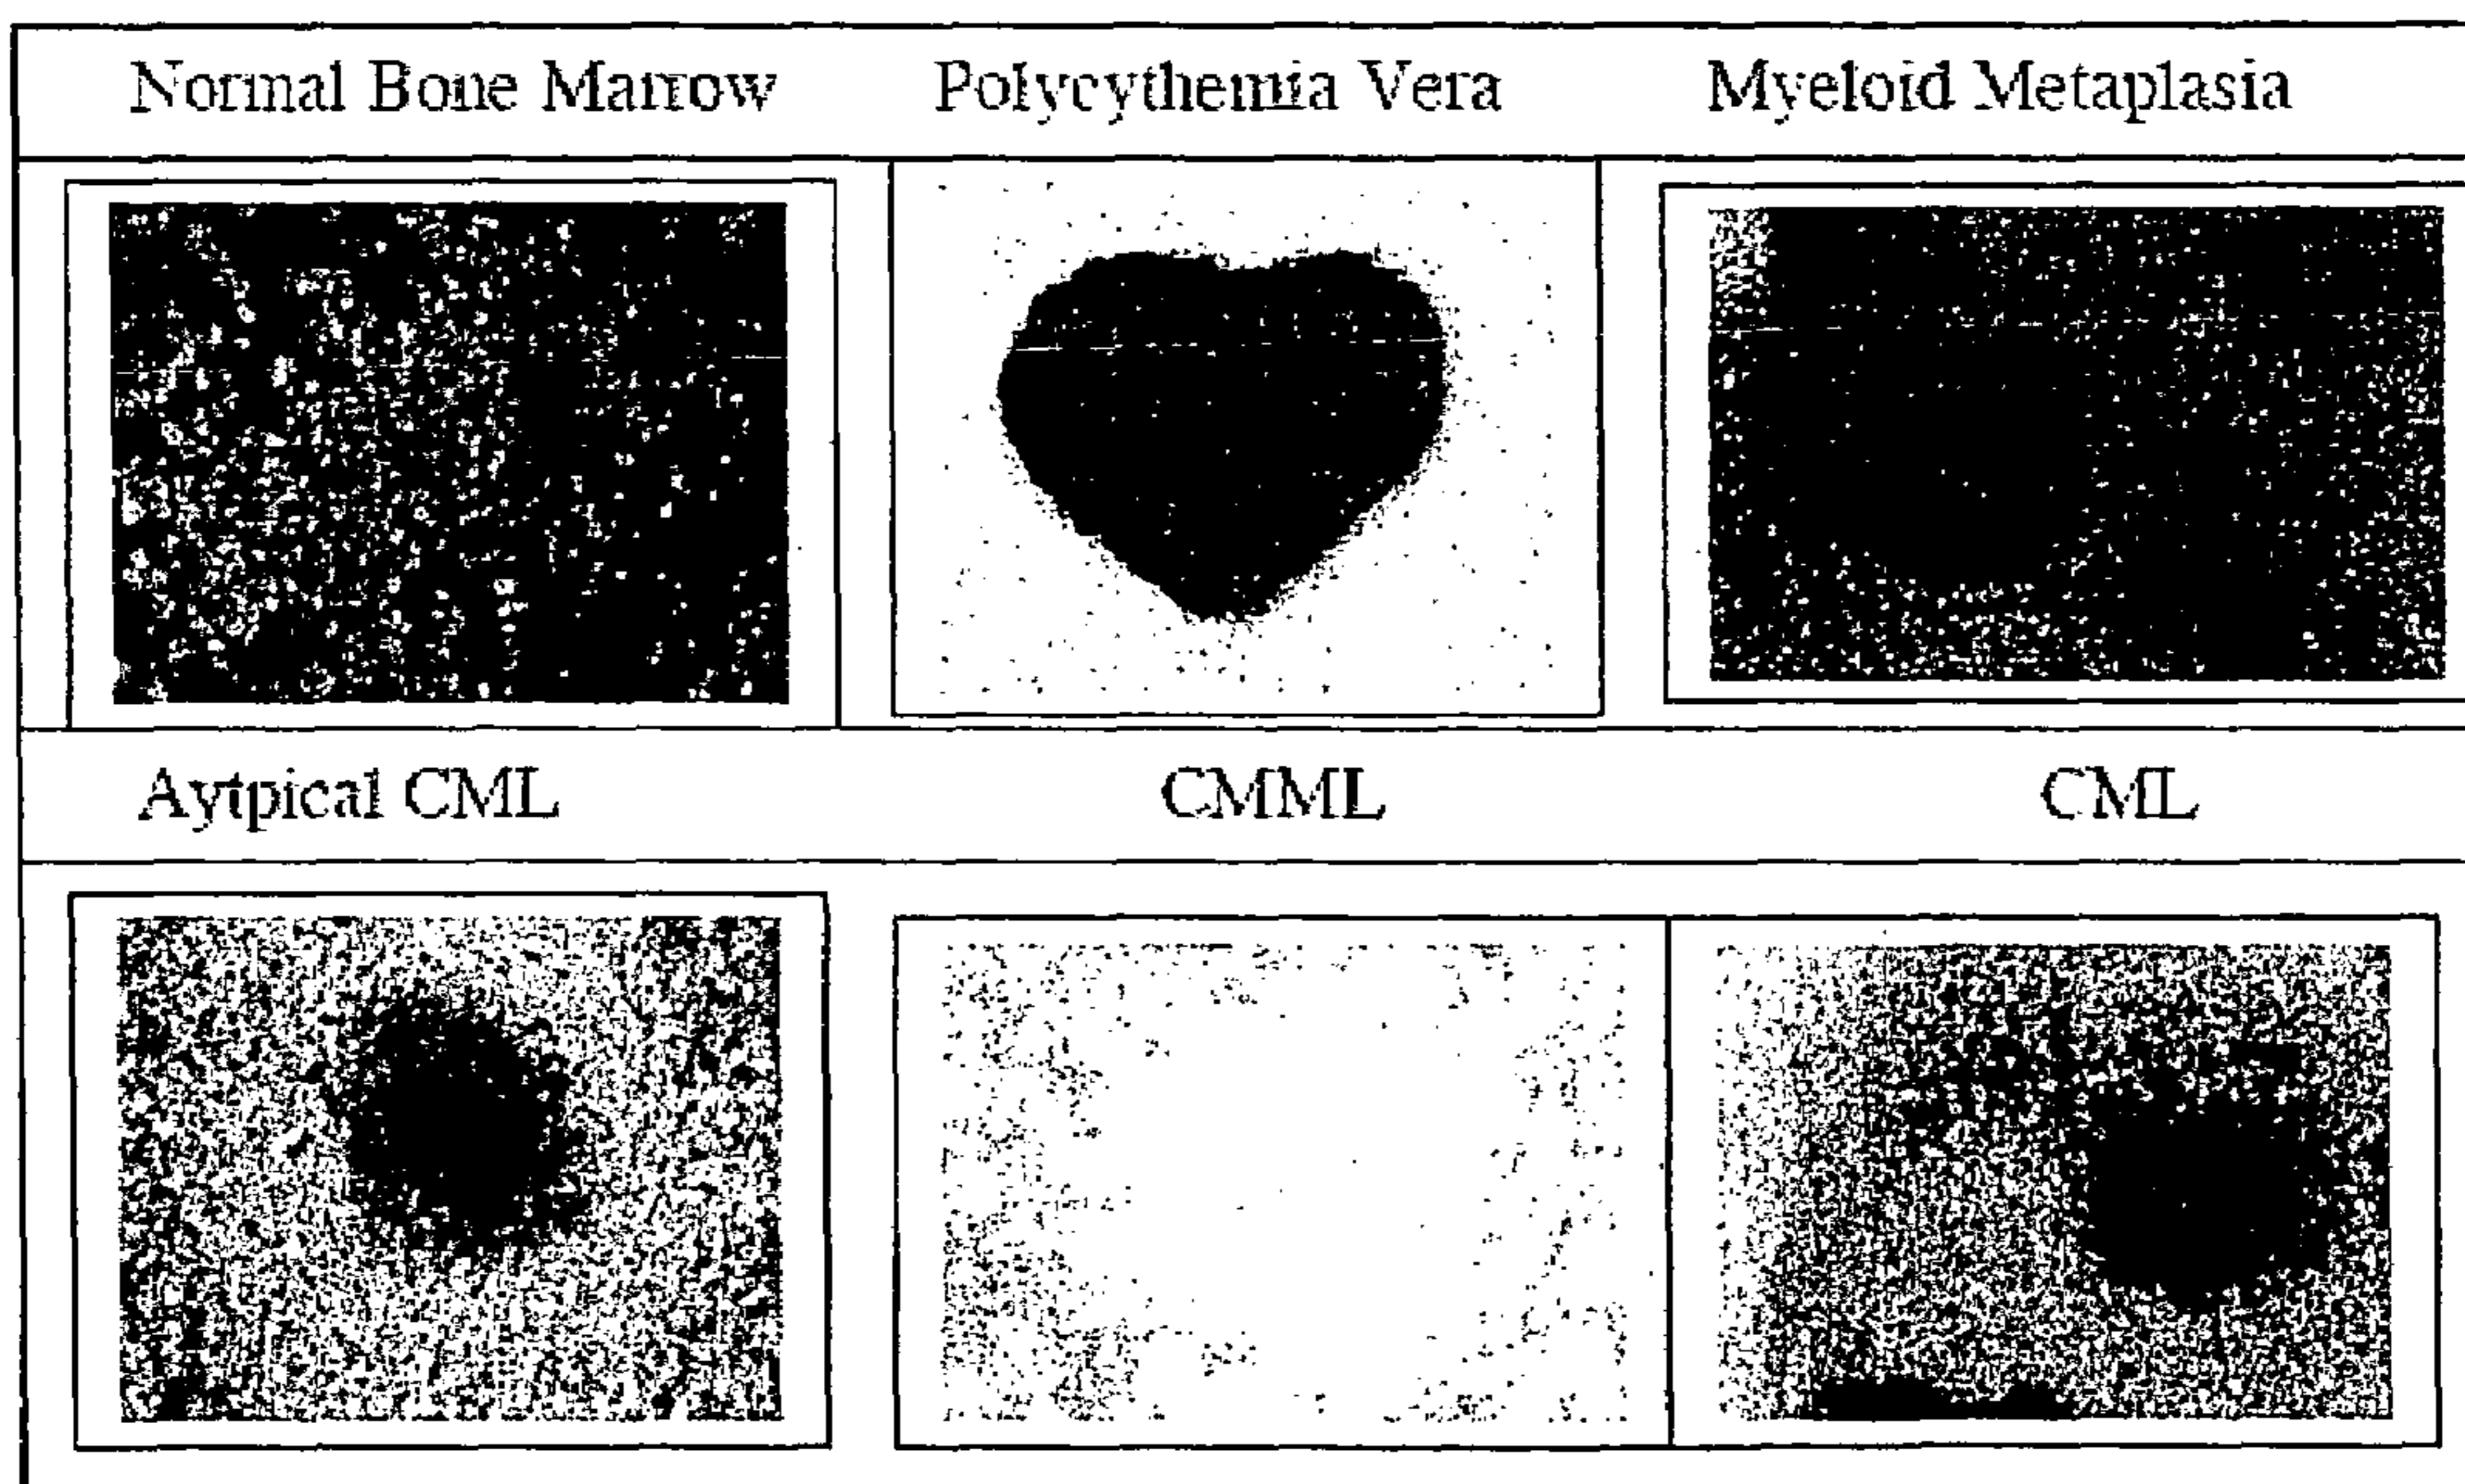 Normal Bone Marrow Polycythemia Vera Myeloid Metaplasia
Aytpical CML CMML CML